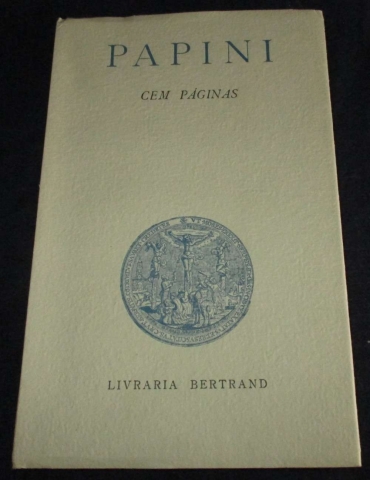 PAPINI
CEM PÁGINAS
LIVRARIA BERTRAND